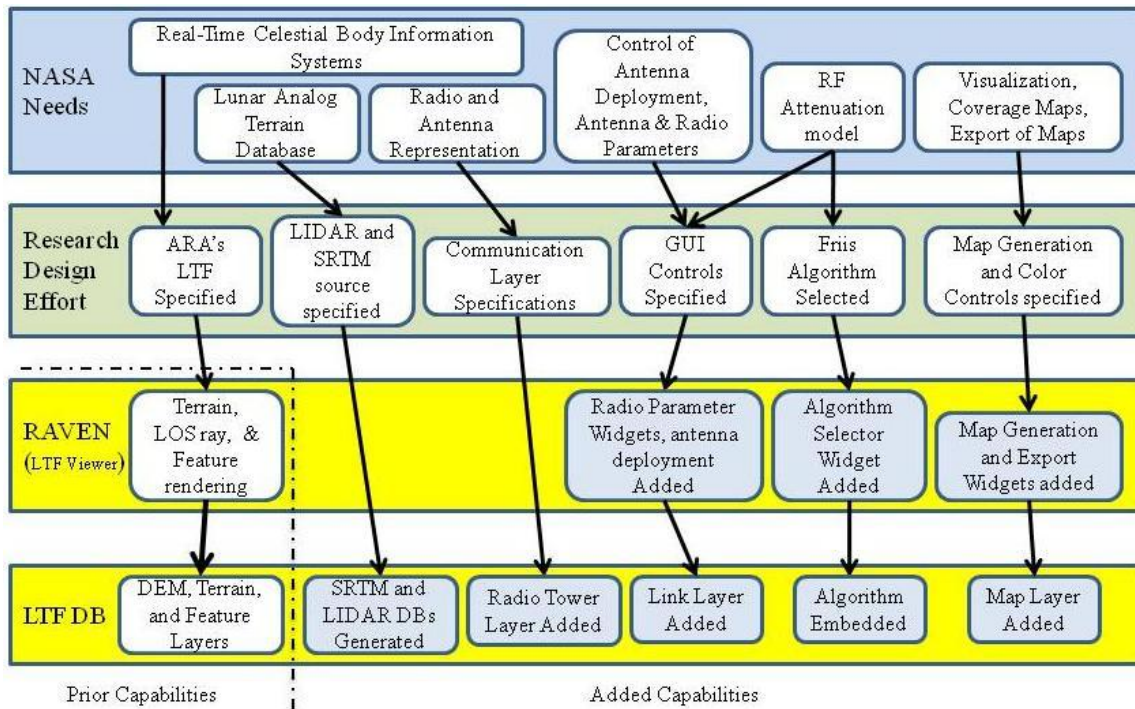 Real-Time Celestial Body Information
Systems
NASA
Needs
Lunar Analog
Terrain
Database
Radio and
Antenna
Representation
Control of
Antenna
Deployment,
Antenna & Radio
Parameters
RF
Attenuation
model
Visualization,
Coverage Maps,
Export of Maps
Research
Design
Effort
ARA's
LTF
Specified
LIDAR and
SRTM
source
specified
Communication
Layer
Specifications
GUI
Controls
Specified
Friis
Algorithm
Selected
Map Generation
and Color
Controls specified
RAVEN
(LTF Viewer)
Terrain,
LOS ray, &
Feature
rendering
Radio Parameter
Widgets, antenna
deployment
Added
Algorithm
Selector
Widget
Added
Map Generation
and Export
Widgets added
LTF DB
DEM, Terrain,
and Feature
Layers
SRTM and
LIDAR DBs
Generated
Radio Tower
Layer Added
Link Layer
Added
Algorithm
Embedded
Map Layer
Added
Prior Capabilities
Added Capabilities